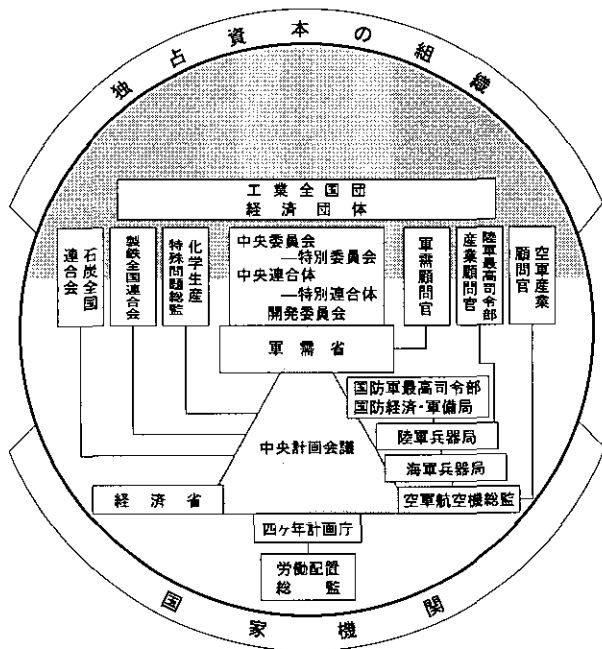 独占資本の組織
工業全国団
経済団体
石炭全国
連合会
製鉄全国連合会
化学生産
特殊問題総監
中央委員会
―特別委員会
中央連合体
―特別連合体
開発委員会
軍需顧問官
陸軍最高司令部
産業顧問官
空軍産業
顧問官
軍需省
国防軍最高司令部
国防経済・軍備局
陸軍兵器局
中央計画会議
海軍兵器局
経済省
空軍航空機総監
四ヶ年計画庁
労働配置
総監
国家機関